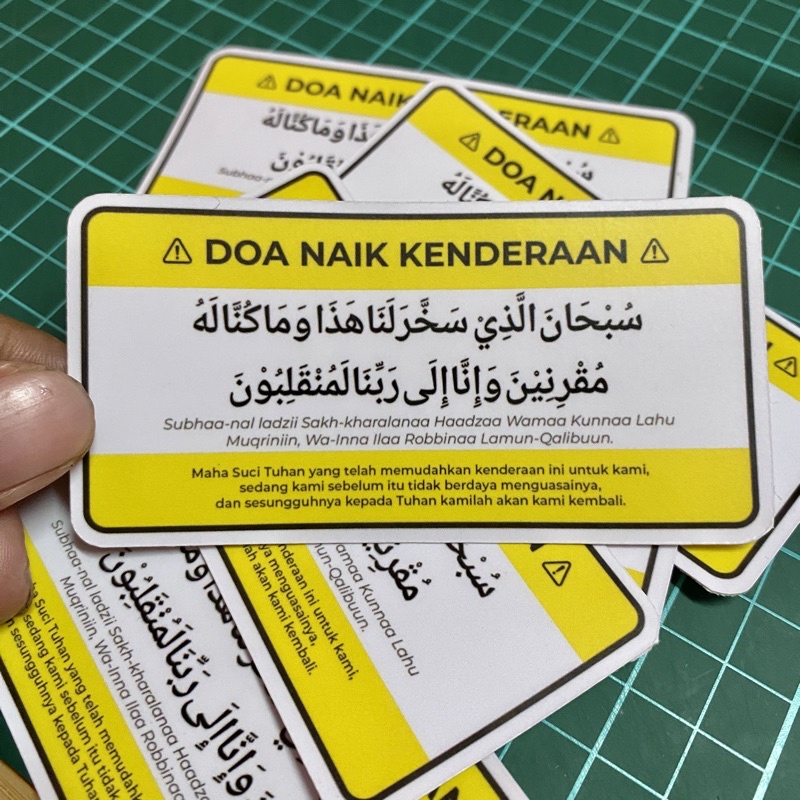 DOA NAIK KENDERAAN
سُبْحَانَ الَّذِيْ سَخَّرَلَنَا هَذَا وَمَا كُنَّالَهُ
مُقْرِنِيْنَ وَإِنَّا إِلَى رَبِّنَا لَمُنْقَلِبُوْنَ
Subhaa-nal ladzii Sakh-kharalanaa Haadzaa Wamaa Kunnaa Lahu
Muqriniin, Wa-Inna Ilaa Robbinaa Lamun-Qalibuun.
Maha Suci Tuhan yang telah memudahkan kenderaan ini untuk kami,
sedang kami sebelum itu tidak berdaya menguasainya,
dan sesungguhnya kepada Tuhan kamilah akan kami kembali.